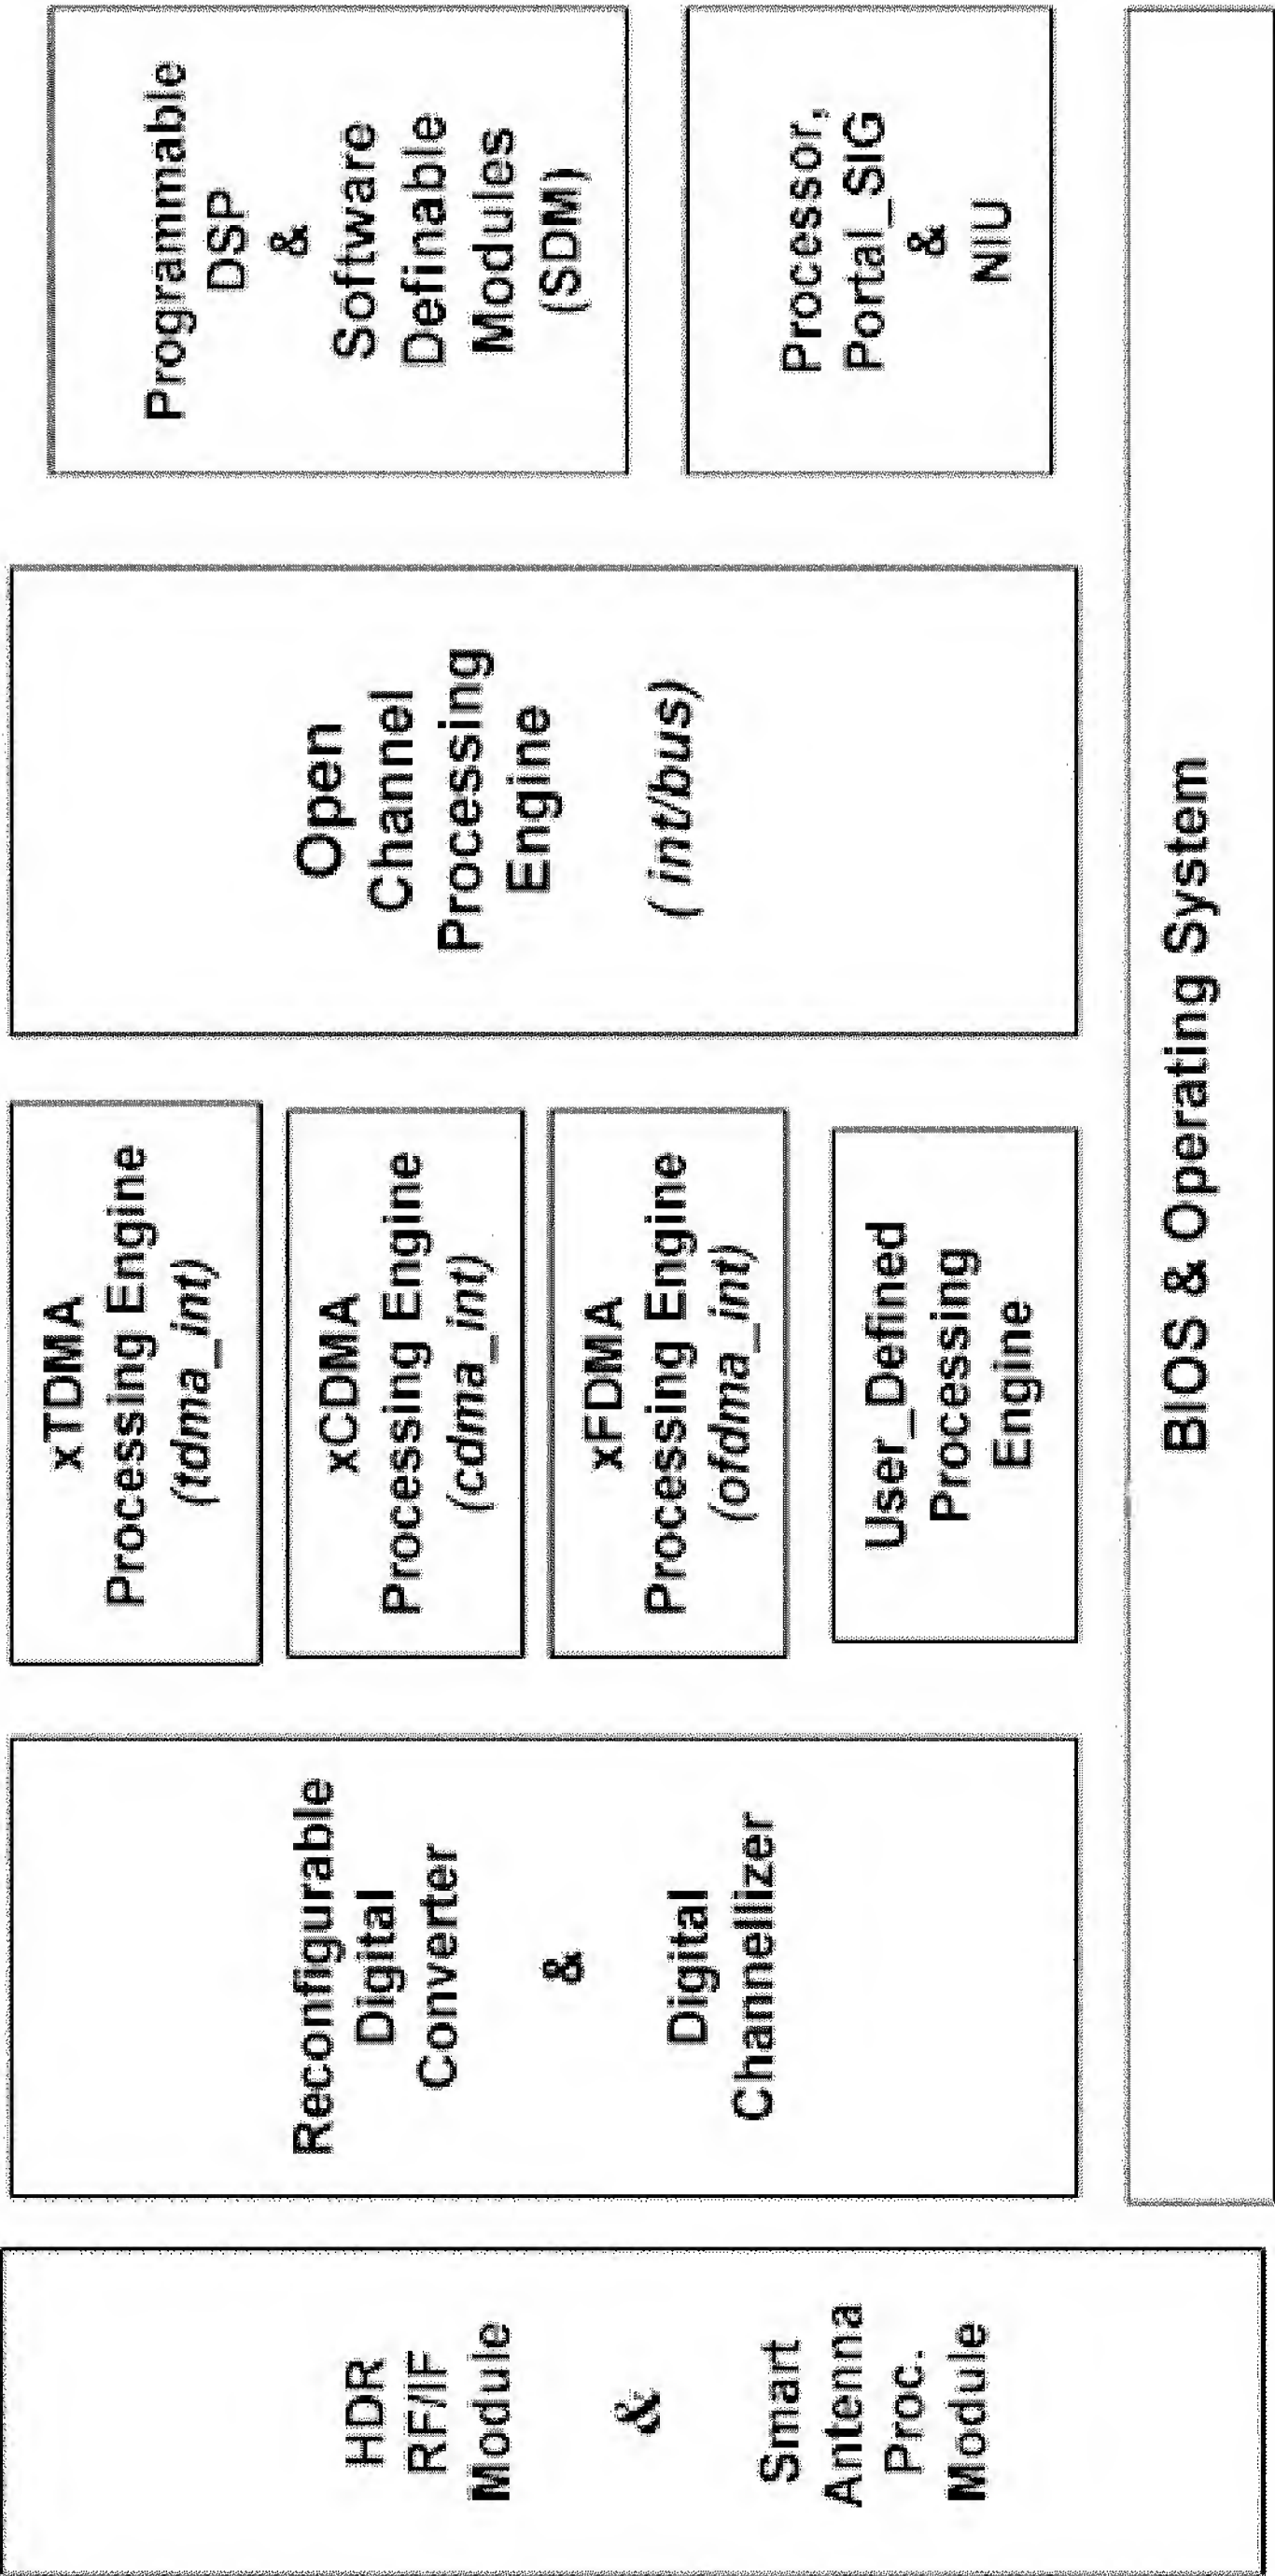 HDR
RF/IF
Module
&
Smart
Antenna
Proc.
Module
Reconfigurable
Digital
Converter
&
Digital
Channellizer
xTDMA
Processing Engine
(tdma_int)
xCDMA
Processing Engine
(cdma_int)
xFDMA
Processing Engine
(ofdma_int)
User_Defined
Processing
Engine
Open
Channel
Processing
Engine
( int/bus)
Programmable
DSP
&
Software
Definable
Modules
(SDM)
Processor,
Portal_SIG
&
NIU
BIOS & Operating System